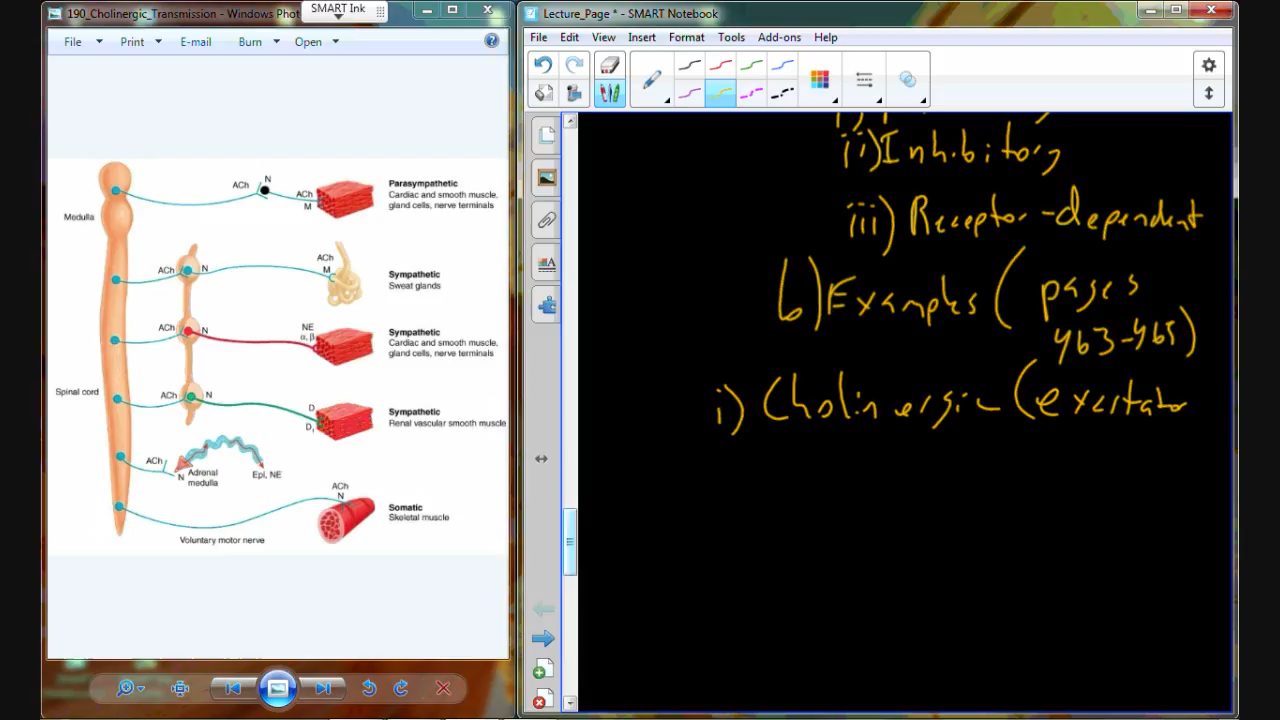 190_Cholinergic_Transmission - Windows Phot
SMART Ink
File Print E-mail Burn Open
ACh N
ACh
M
Parasympathetic
Cardiac and smooth muscle,
gland cells, nerve terminals
Medulla
ACh N
ACh
M
Sympathetic
Sweat glands
ACh N
NE
α, β
Sympathetic
Cardiac and smooth muscle,
gland cells, nerve terminals
Spinal cord
ACh N
D
D₁
Sympathetic
Renal vascular smooth muscle
ACh
N
Adrenal
medulla
Epi, NE
ACh
N
Somatic
Skeletal muscle
Voluntary motor nerve
Lecture_Page * - SMART Notebook
File Edit View Insert Format Tools Add-ons Help
ii) Inhibitory
iii) Receptor-dependent
b) Examples ( pages
463-465)
i) Cholinergic (excitator